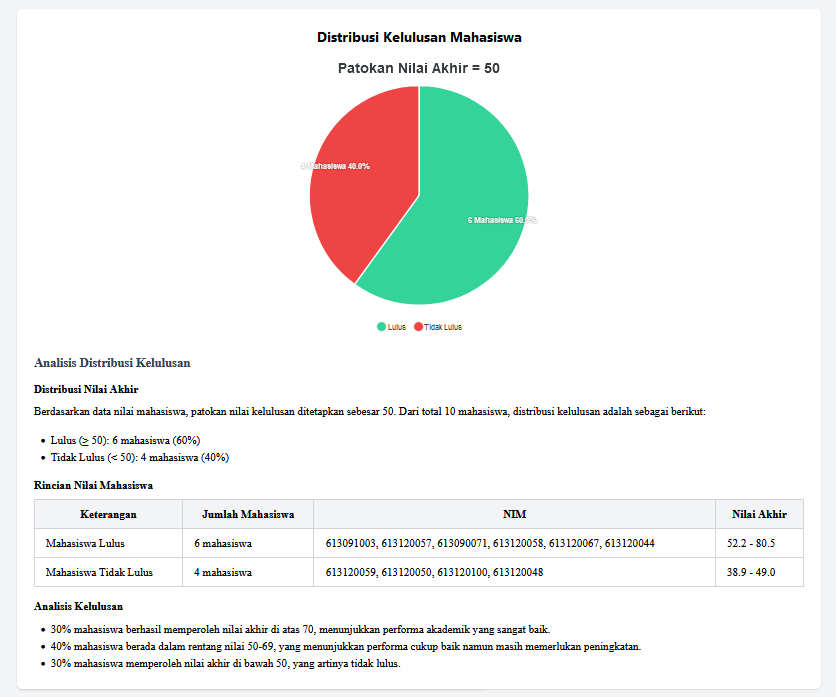 Distribusi Kelulusan Mahasiswa
Patokan Nilai Akhir = 50
4 Mahasiswa 40.0%
6 Mahasiswa 60.0%
Lulus Tidak Lulus
Analisis Distribusi Kelulusan
Distribusi Nilai Akhir
Berdasarkan data nilai mahasiswa, patokan nilai kelulusan ditetapkan sebesar 50. Dari total 10 mahasiswa, distribusi kelulusan adalah sebagai berikut:
• Lulus (≥ 50): 6 mahasiswa (60%)
• Tidak Lulus (< 50): 4 mahasiswa (40%)
Rincian Nilai Mahasiswa
Keterangan Jumlah Mahasiswa NIM Nilai Akhir
Mahasiswa Lulus 6 mahasiswa 613091003, 613120057, 613090071, 613120058, 613120067, 613120044 52.2 - 80.5
Mahasiswa Tidak Lulus 4 mahasiswa 613120059, 613120050, 613120100, 613120048 38.9 - 49.0
Analisis Kelulusan
• 30% mahasiswa berhasil memperoleh nilai akhir di atas 70, menunjukkan performa akademik yang sangat baik.
• 40% mahasiswa berada dalam rentang nilai 50-69, yang menunjukkan performa cukup baik namun masih memerlukan peningkatan.
• 30% mahasiswa memperoleh nilai akhir di bawah 50, yang artinya tidak lulus.